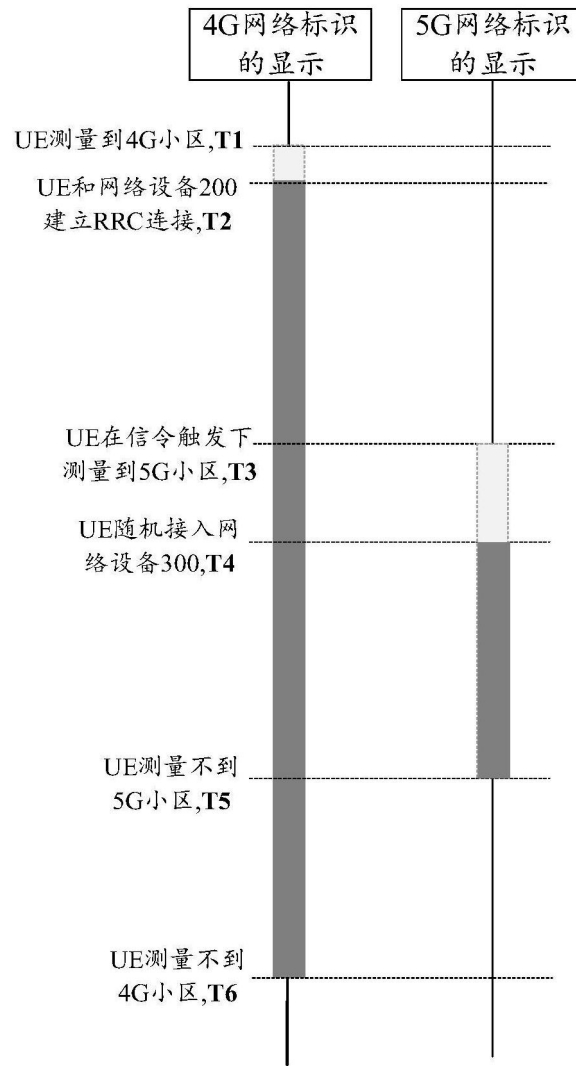 4G网络标识
的显示
5G网络标识
的显示
UE测量到4G小区,T1
UE和网络设备200
建立RRC连接,T2
UE在信令触发下
测量到5G小区,T3
UE随机接入网
络设备300,T4
UE测量不到
5G小区,T5
UE测量不到
4G小区,T6